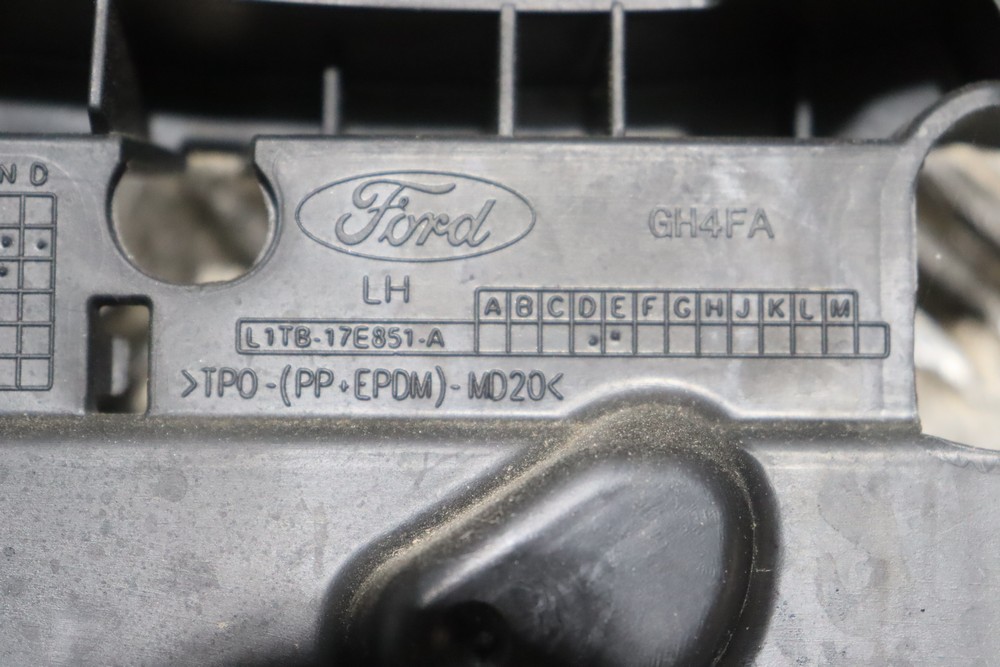 N D
Ford
GH4FA
LH
A B C D E F G H J K L M
L1TB-17E851-A
>TPO-(PP+EPDM)-MD20<